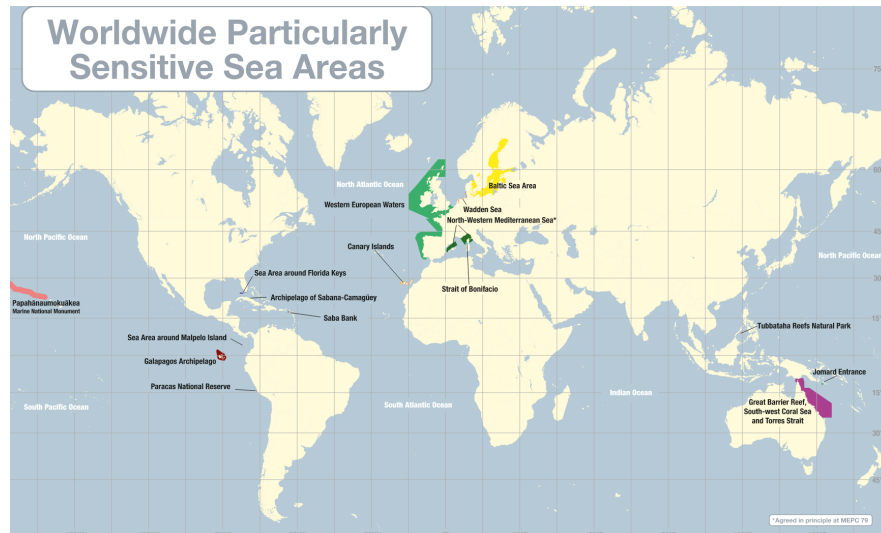 Worldwide Particularly
Sensitive Sea Areas
75
North Atlantic Ocean
60
Baltic Sea Area
Western European Waters
Wadden Sea
North-Western Mediterranean Sea*
North Pacific Ocean
45
Canary Islands
North Pacific Ocean
Sea Area around Florida Keys
30
Strait of Bonifacio
Papahānaumokuākea
Marine National Monument
Archipelago of Sabana-Camagüey
Saba Bank
15
Tubbataha Reefs Natural Park
Sea Area around Malpelo Island
Galapagos Archipelago
Jomard Entrance
Paracas National Reserve
Indian Ocean
15
South Pacific Ocean
South Atlantic Ocean
Great Barrier Reef,
South-west Coral Sea
and Torres Strait
30
45
*Agreed in principle at MEPC 79